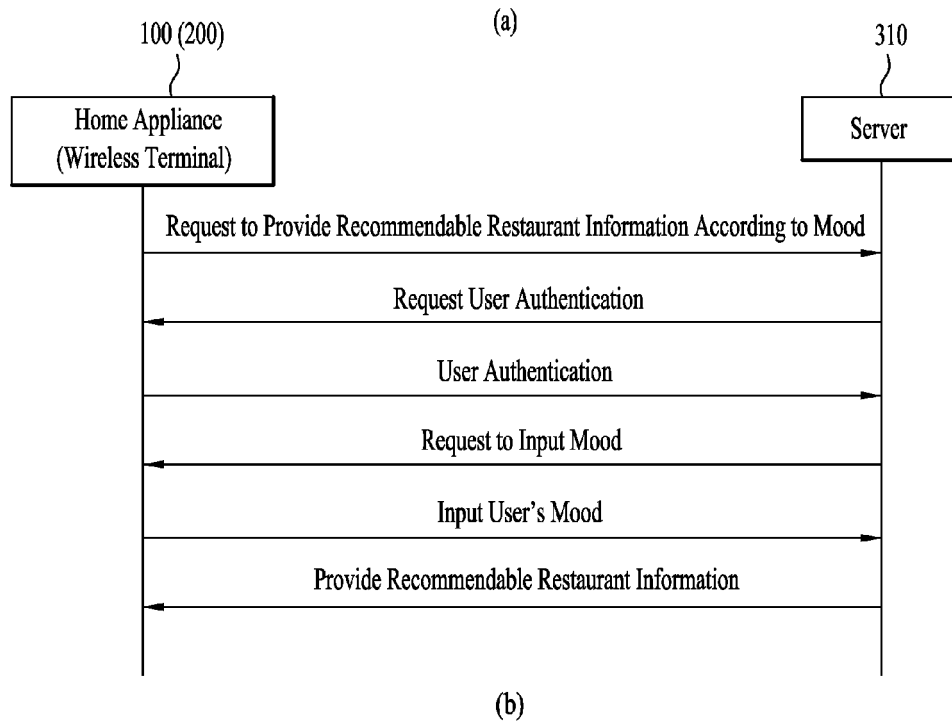 (a)
100 (200)
310
Home Appliance
(Wireless Terminal)
Server
Request to Provide Recommendable Restaurant Information According to Mood
Request User Authentication
User Authentication
Request to Input Mood
Input User’s Mood
Provide Recommendable Restaurant Information
(b)